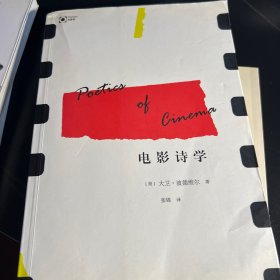 Poetics
of
Cinema
电影诗学
〔美〕大卫·波德维尔 著
张锦 译